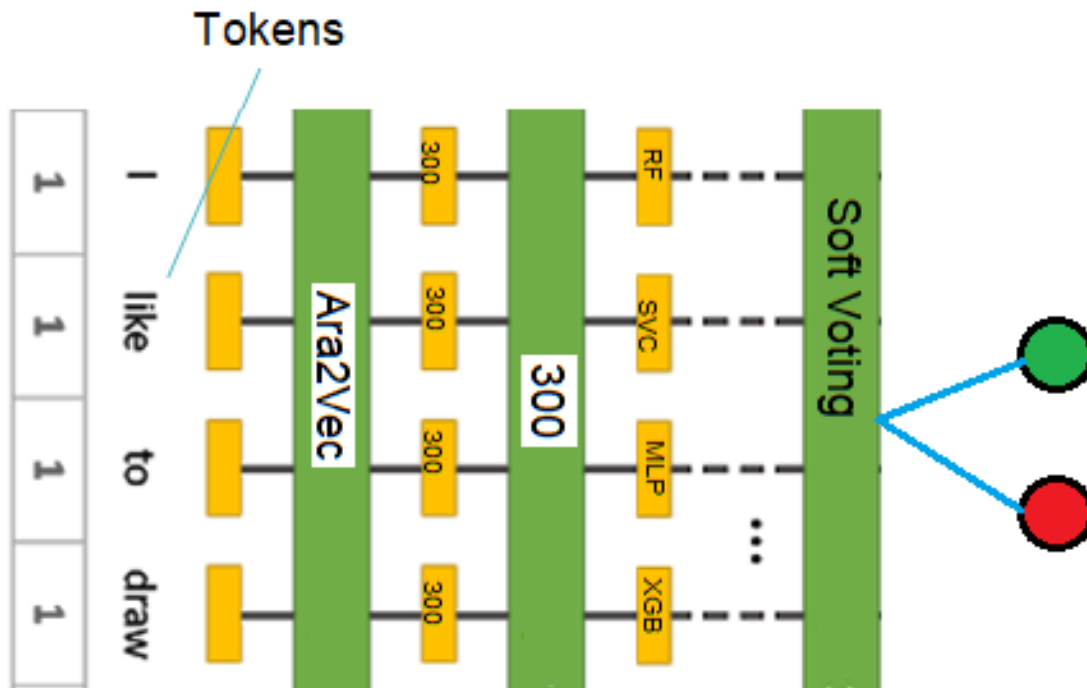 Tokens
1
1
1
1
I
like
to
draw
Ara2Vec
300
300
300
300
300
RF
SVC
MLP
XGB
...
Soft Voting